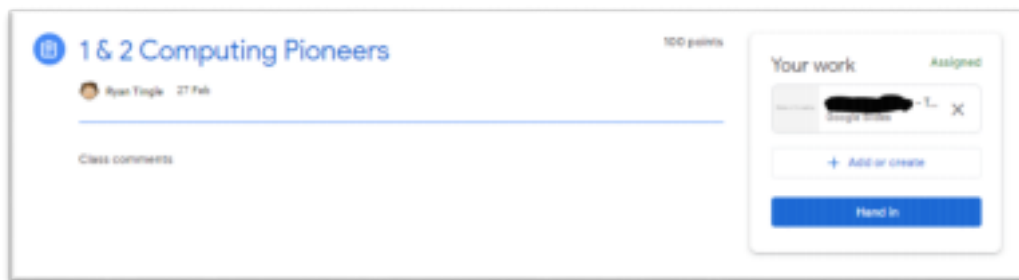 1 & 2 Computing Pioneers
100 points
Ryan Tingle 27 Feb
Class comments
Your work
Assigned
- T...
Google Slides
+ Add or create
Hand in